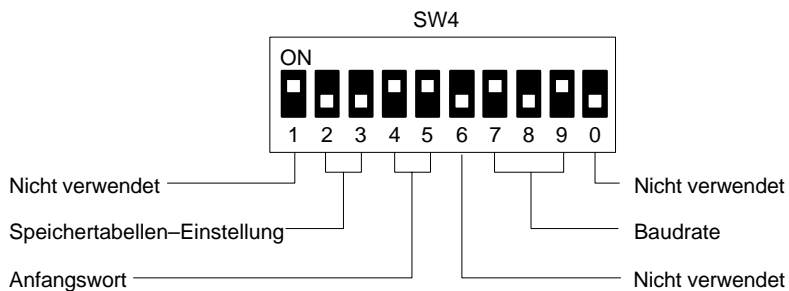 SW4
ON
1 2 3 4 5 6 7 8 9 0
Nicht verwendet
Nicht verwendet
Speichertabellen–Einstellung
Baudrate
Anfangswort
Nicht verwendet